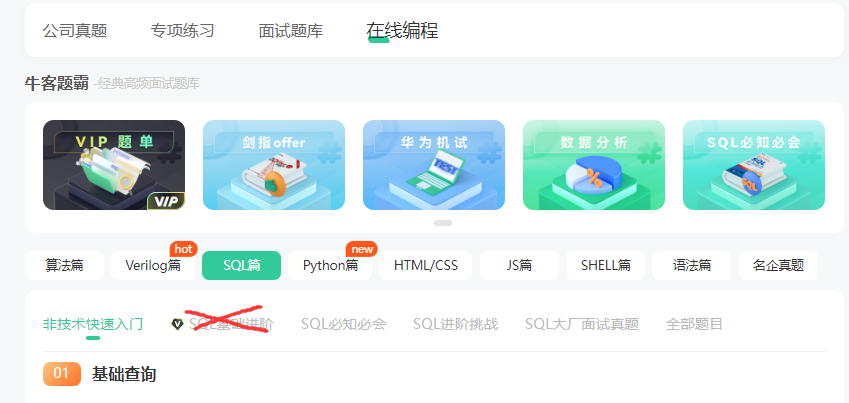 公司真题 专项练习 面试题库 在线编程
牛客题霸 -经典高频面试题库
VIP 题单 剑指offer 华为机试 数据分析 SQL必知必会
TEST SQL
VIP %
hot new
算法篇 Verilog篇 SQL篇 Python篇 HTML/CSS JS篇 SHELL篇 语法篇 名企真题
非技术快速入门 V SQL基础进阶 SQL必知必会 SQL进阶挑战 SQL大厂面试真题 全部题目
01 基础查询